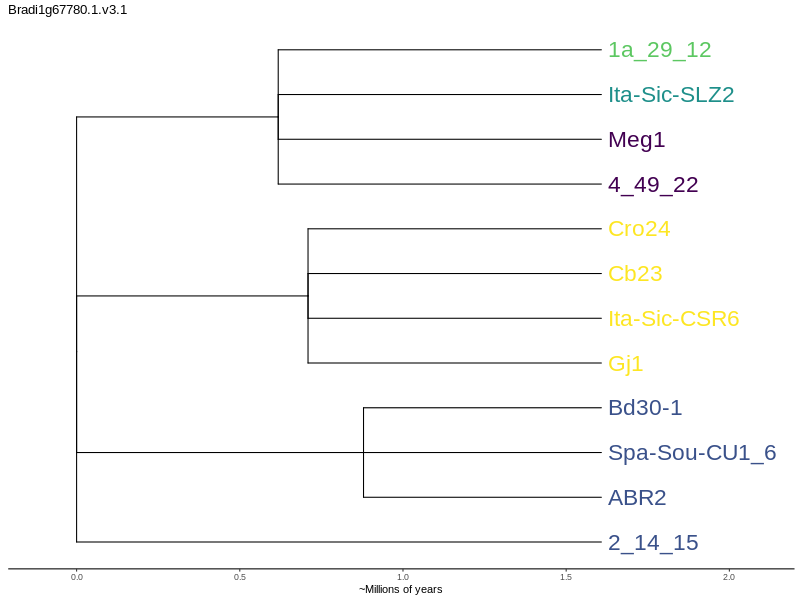 Bradi1g67780.1.v3.1
1a_29_12
Ita-Sic-SLZ2
Meg1
4_49_22
Cro24
Cb23
Ita-Sic-CSR6
Gj1
Bd30-1
Spa-Sou-CU1_6
ABR2
2_14_15
0.0 0.5 1.0 1.5 2.0
~Millions of years